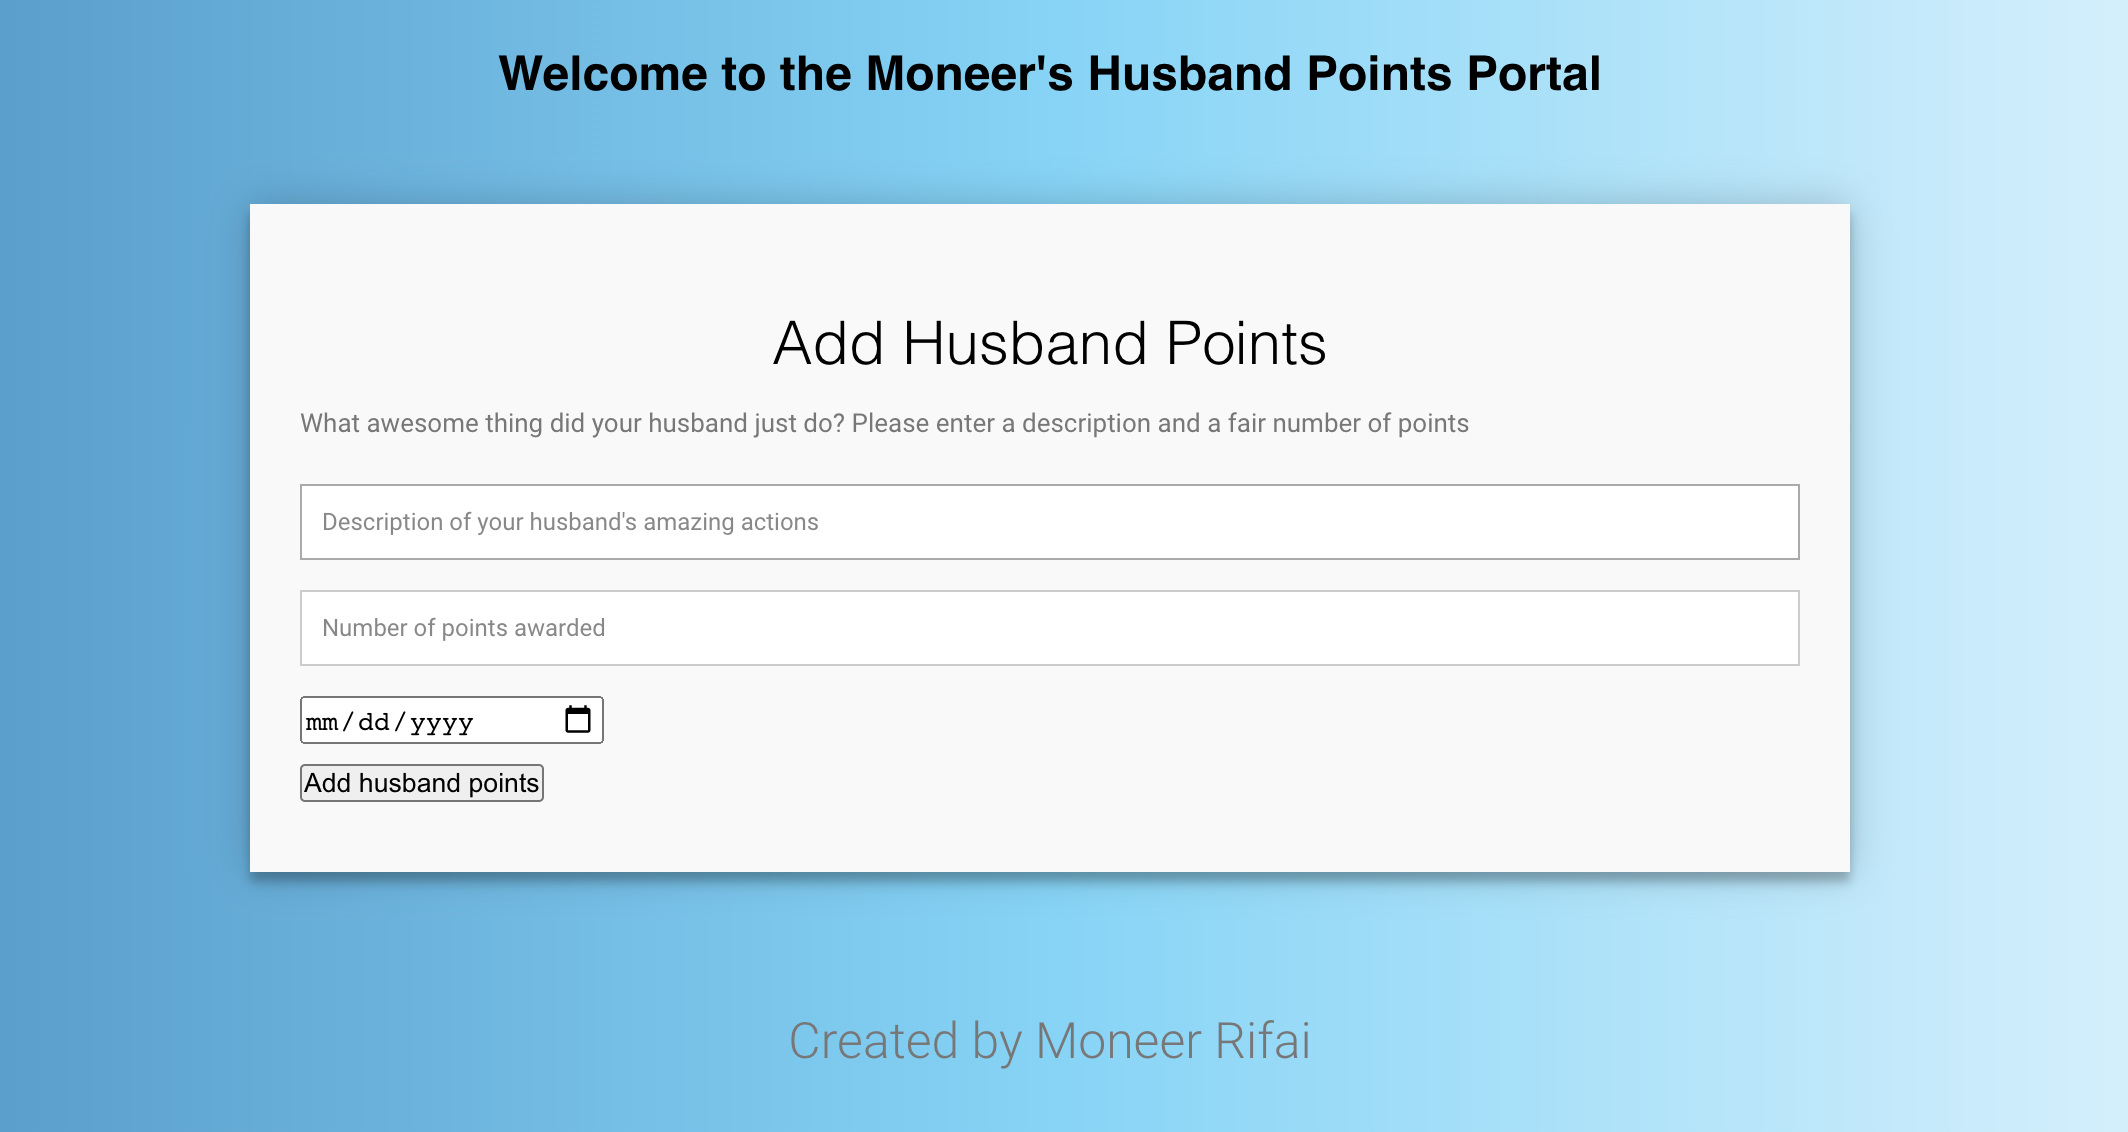 Welcome to the Moneer's Husband Points Portal
Add Husband Points
What awesome thing did your husband just do? Please enter a description and a fair number of points
Description of your husband's amazing actions
Number of points awarded
mm/dd/yyyy
Add husband points
Created by Moneer Rifai